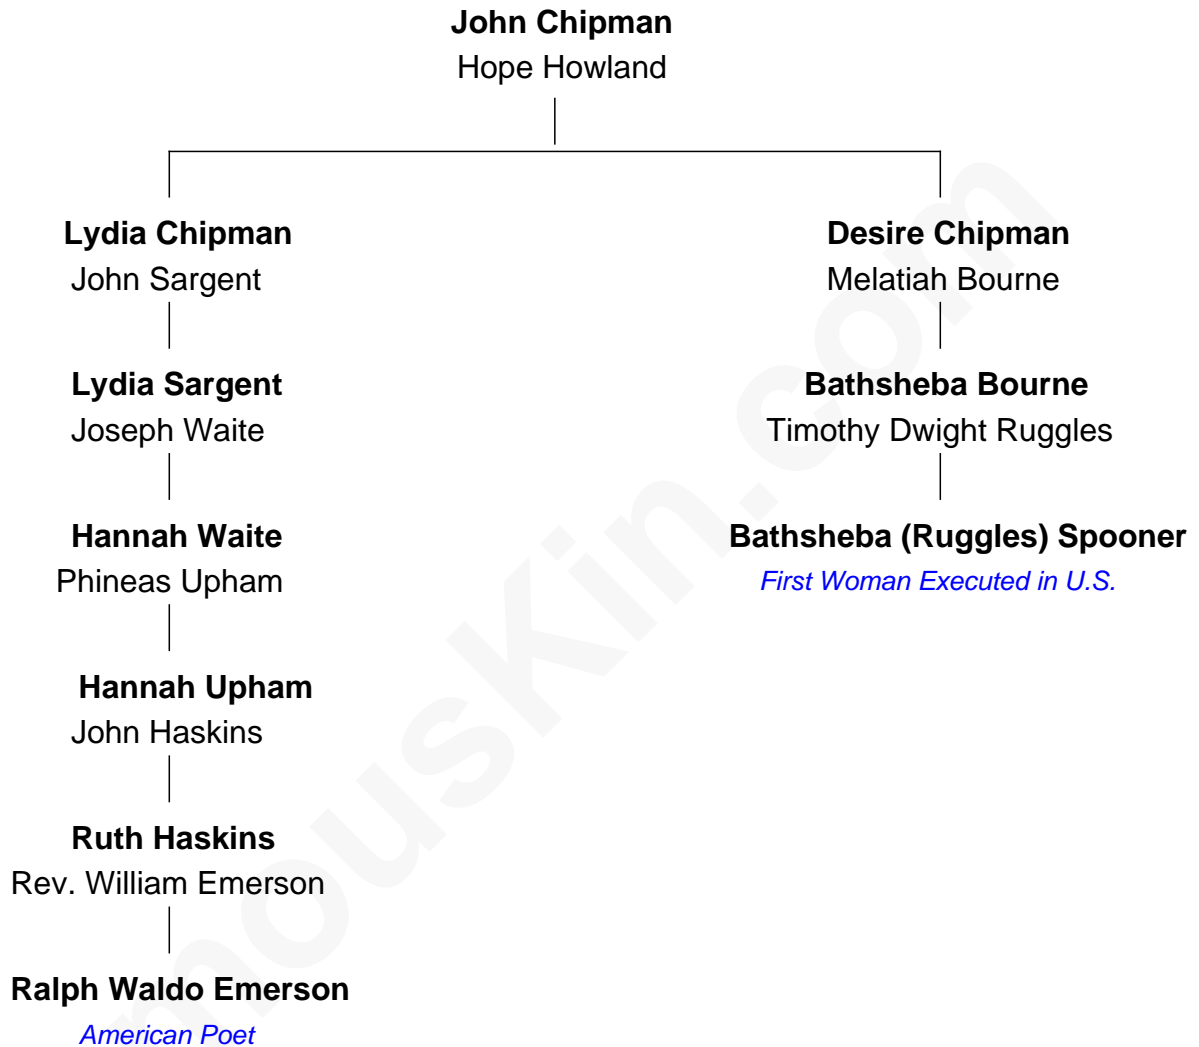 John Chipman
Hope Howland
Lydia Chipman
John Sargent
Desire Chipman
Melatiah Bourne
Lydia Sargent
Joseph Waite
Bathsheba Bourne
Timothy Dwight Ruggles
Hannah Waite
Phineas Upham
Bathsheba (Ruggles) Spooner
First Woman Executed in U.S.
Hannah Upham
John Haskins
Ruth Haskins
Rev. William Emerson
Ralph Waldo Emerson
American Poet
mousKin.com